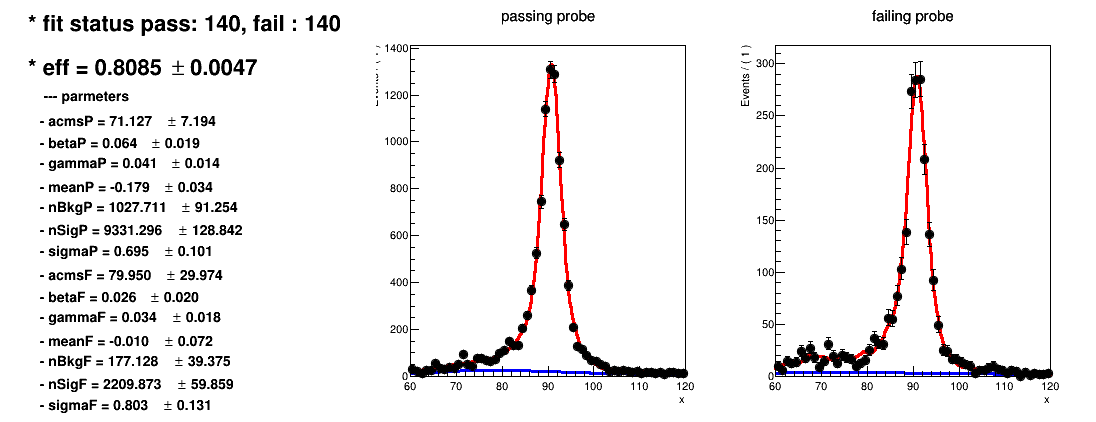 * fit status pass: 140, fail : 140
* eff = 0.8085 ± 0.0047
--- parmeters
- acmsP = 71.127 ± 7.194
- betaP = 0.064 ± 0.019
- gammaP = 0.041 ± 0.014
- meanP = -0.179 ± 0.034
- nBkgP = 1027.711 ± 91.254
- nSigP = 9331.296 ± 128.842
- sigmaP = 0.695 ± 0.101
- acmsF = 79.950 ± 29.974
- betaF = 0.026 ± 0.020
- gammaF = 0.034 ± 0.018
- meanF = -0.010 ± 0.072
- nBkgF = 177.128 ± 39.375
- nSigF = 2209.873 ± 59.859
- sigmaF = 0.803 ± 0.131
passing probe
1400
1200
1000
800
600
400
200
0
60 70 80 90 100 110 120
x
failing probe
Events / ( 1 )
300
250
200
150
100
50
0
60 70 80 90 100 110 120
x